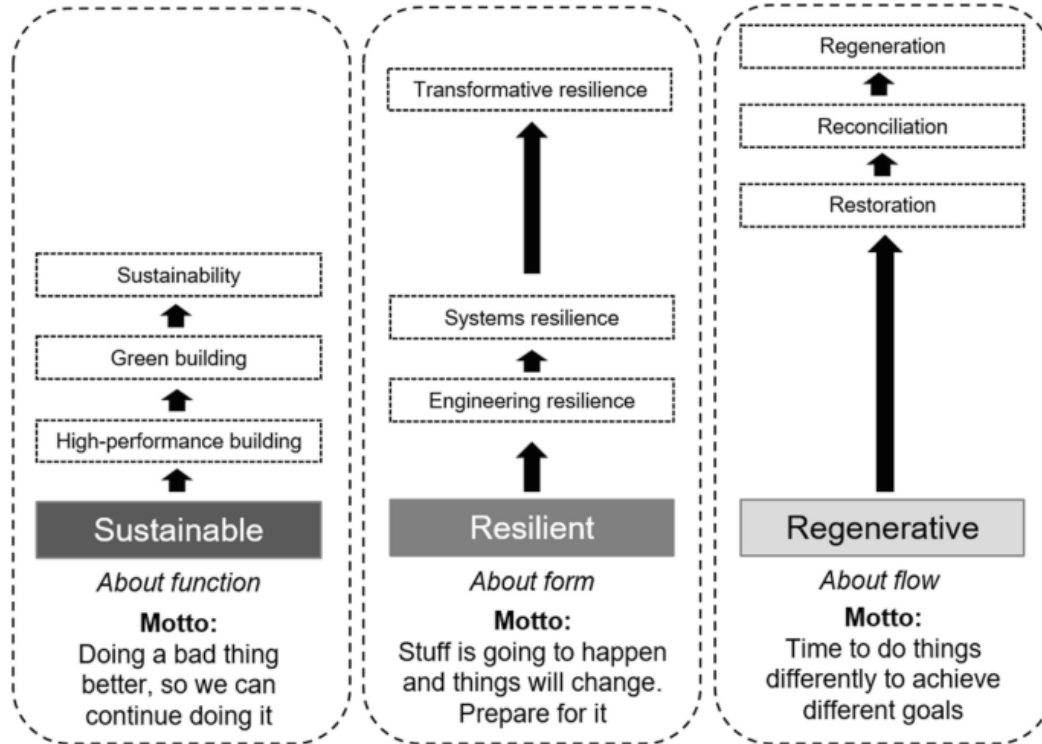 Sustainability
Green building
High-performance building
Sustainable
About function
Motto:
Doing a bad thing
better, so we can
continue doing it
Transformative resilience
Systems resilience
Engineering resilience
Resilient
About form
Motto:
Stuff is going to happen
and things will change.
Prepare for it
Regeneration
Reconciliation
Restoration
Regenerative
About flow
Motto:
Time to do things
differently to achieve
different goals